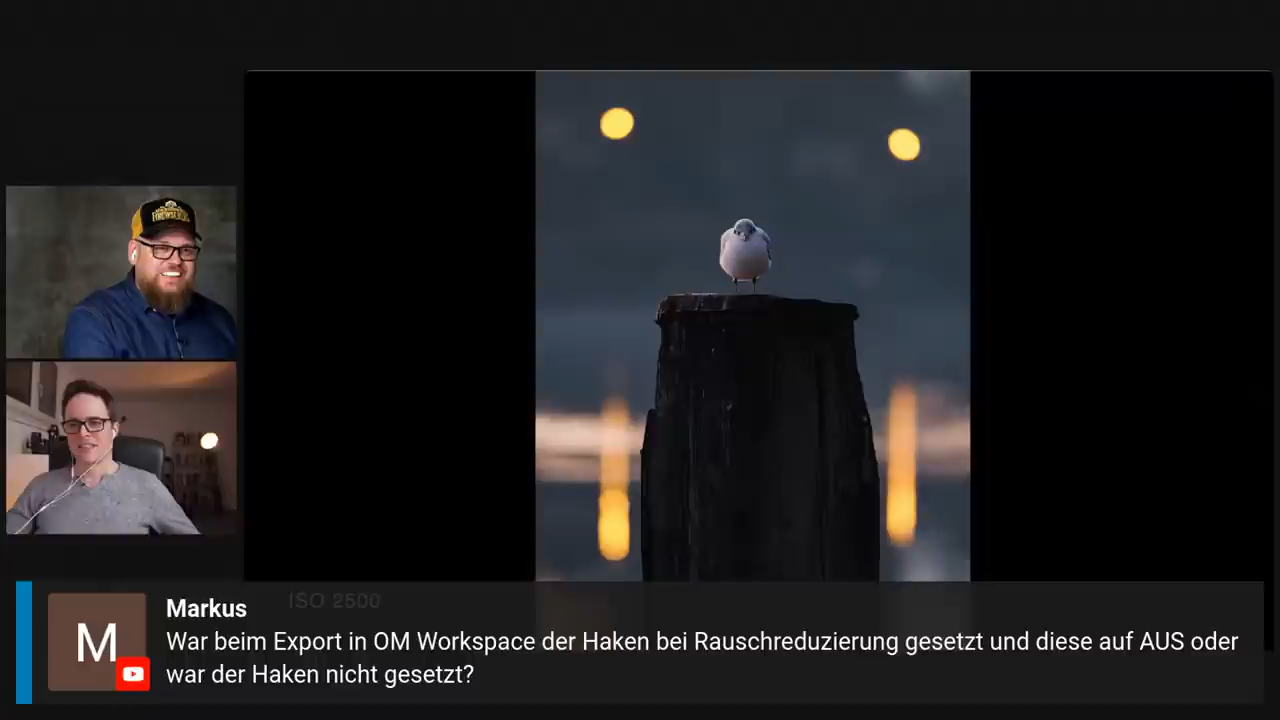 ISO 2500
Markus
M
War beim Export in OM Workspace der Haken bei Rauschreduzierung gesetzt und diese auf AUS oder
war der Haken nicht gesetzt?